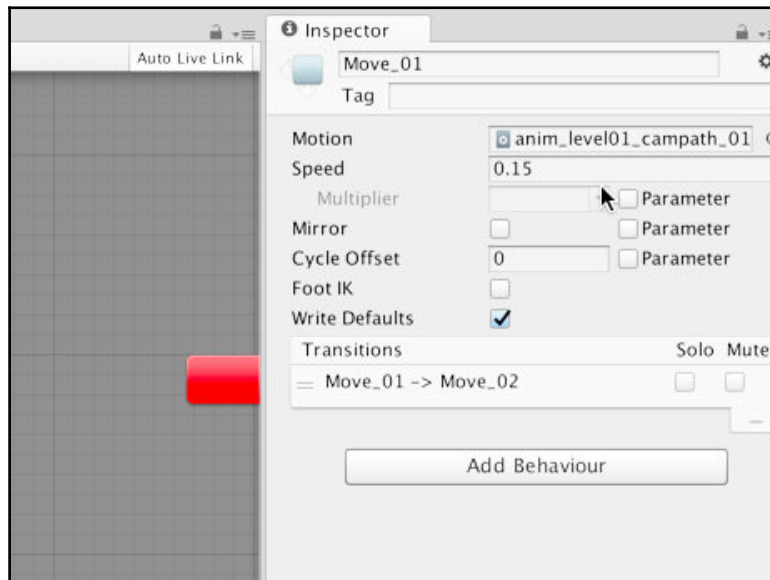 Auto Live Link
Inspector
Move_01
Tag
Motion anim_level01_campath_01
Speed 0.15
Multiplier Parameter
Mirror Parameter
Cycle Offset 0 Parameter
Foot IK
Write Defaults
Transitions Solo Mute
Move_01 -> Move_02
Add Behaviour